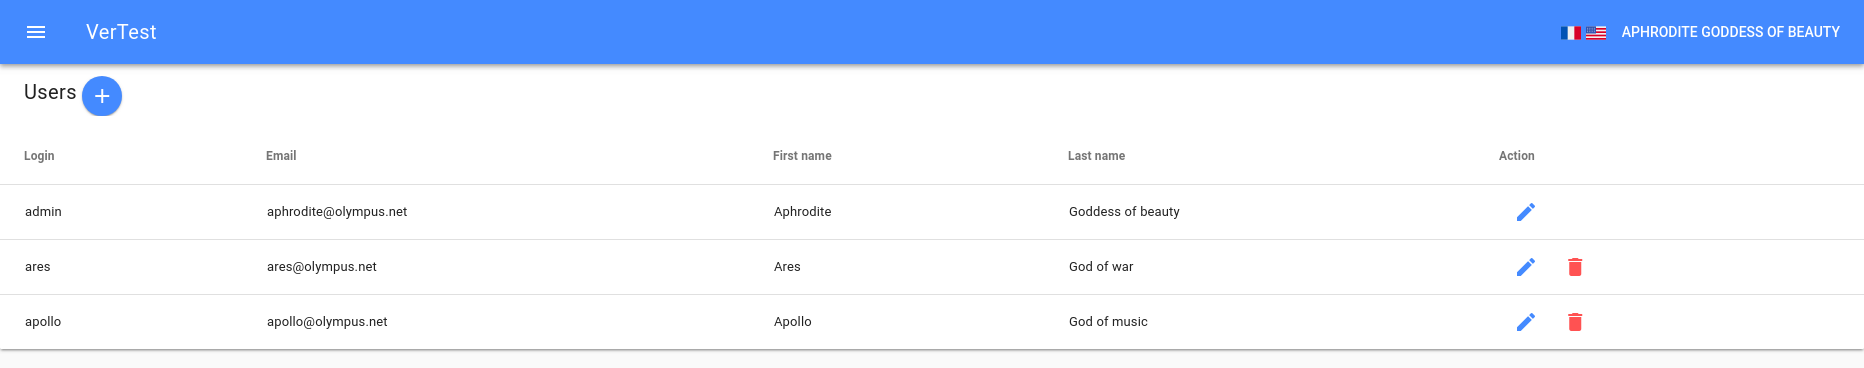 VerTest
APHRODITE GODDESS OF BEAUTY
Users
Login Email First name Last name Action
admin aphrodite@olympus.net Aphrodite Goddess of beauty
ares ares@olympus.net Ares God of war
apollo apollo@olympus.net Apollo God of music